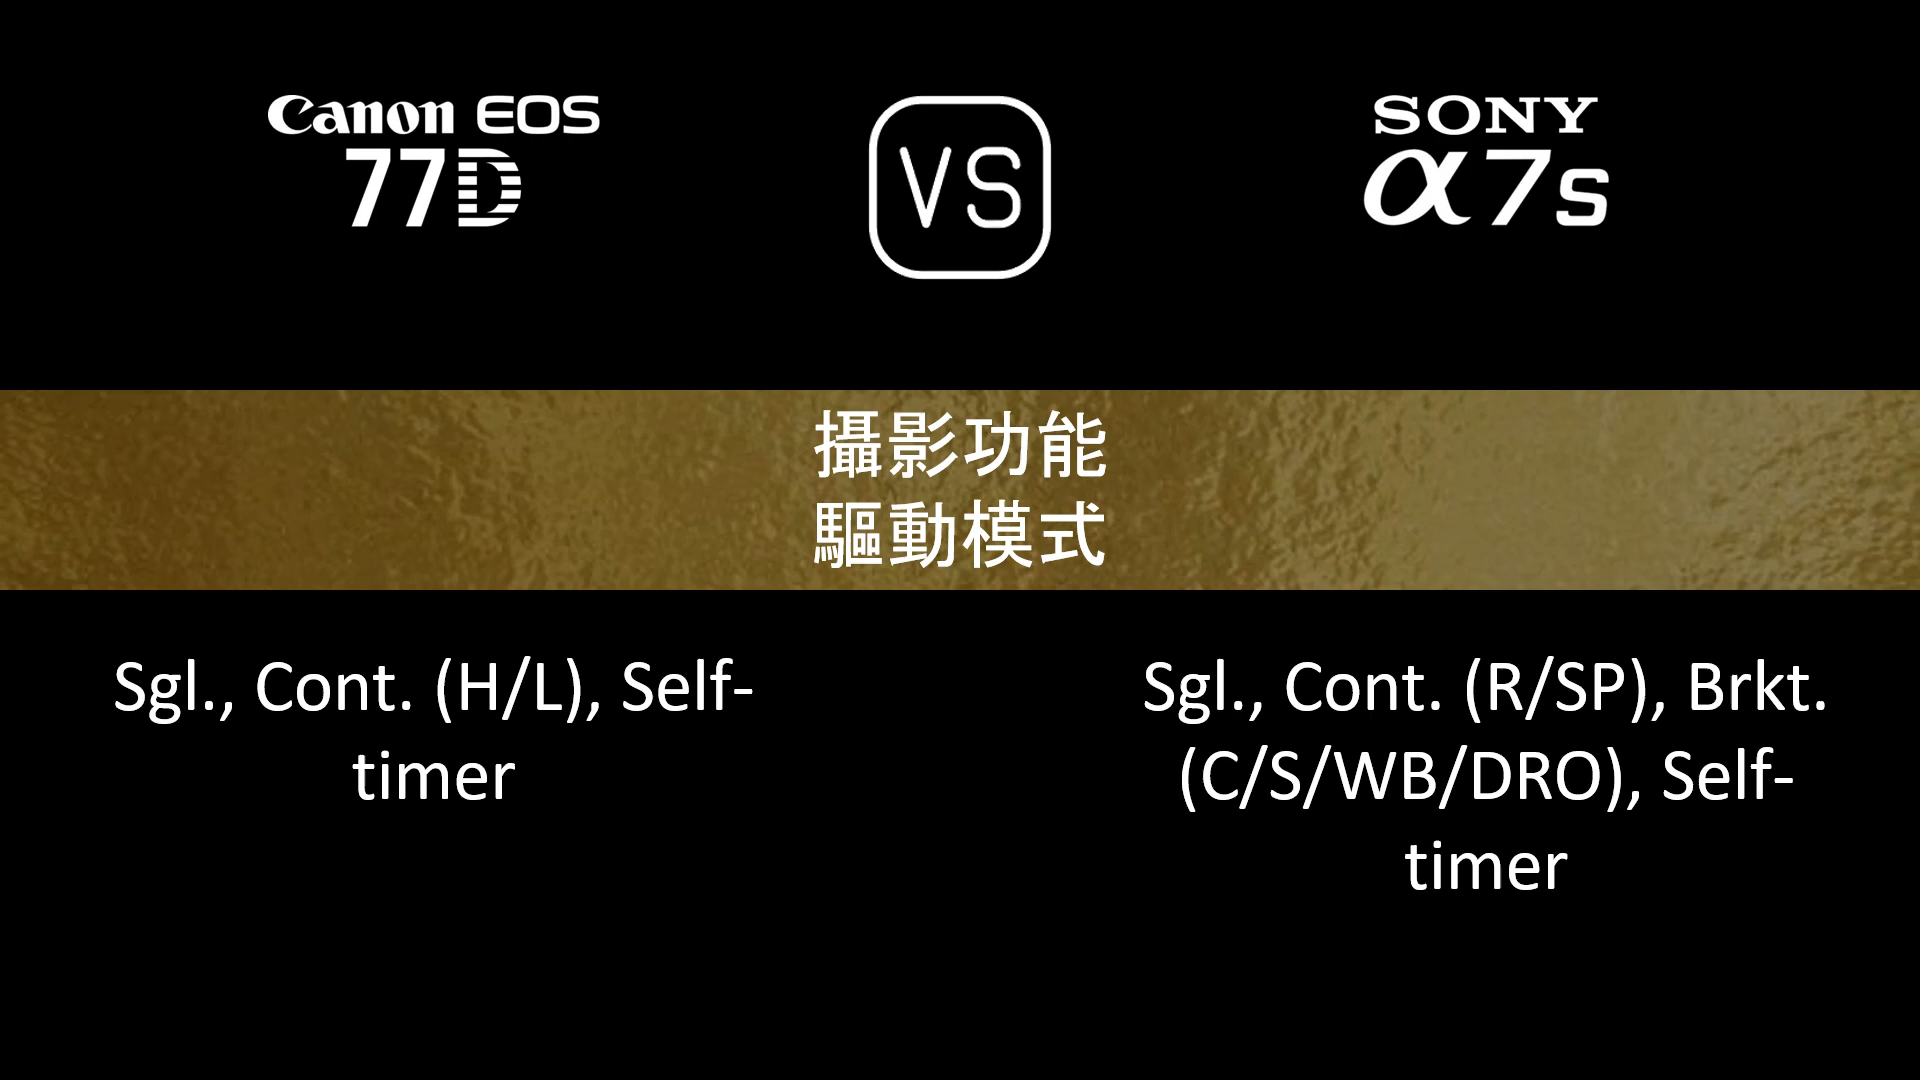 Canon EOS
77D
VS
SONY
α7s
攝影功能
驅動模式
Sgl., Cont. (H/L), Self-
timer
Sgl., Cont. (R/SP), Brkt.
(C/S/WB/DRO), Self-
timer